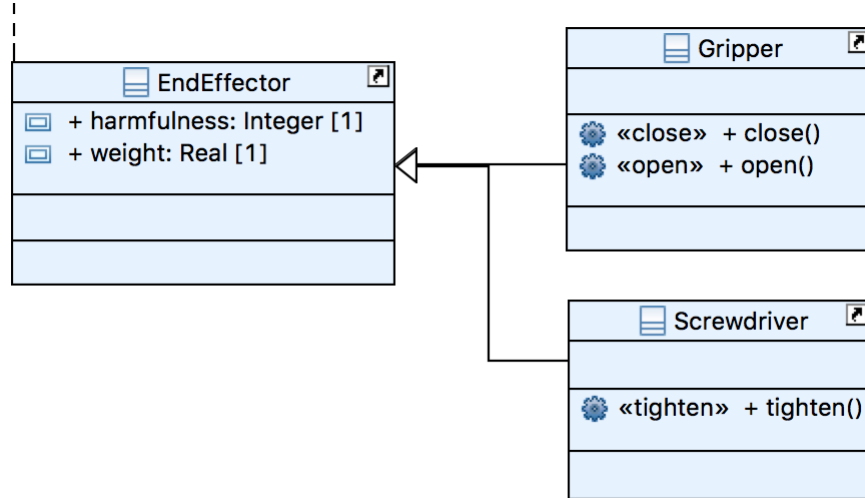 EndEffector
+ harmfulness: Integer [1]
+ weight: Real [1]
Gripper
«close» + close()
«open» + open()
Screwdriver
«tighten» + tighten()